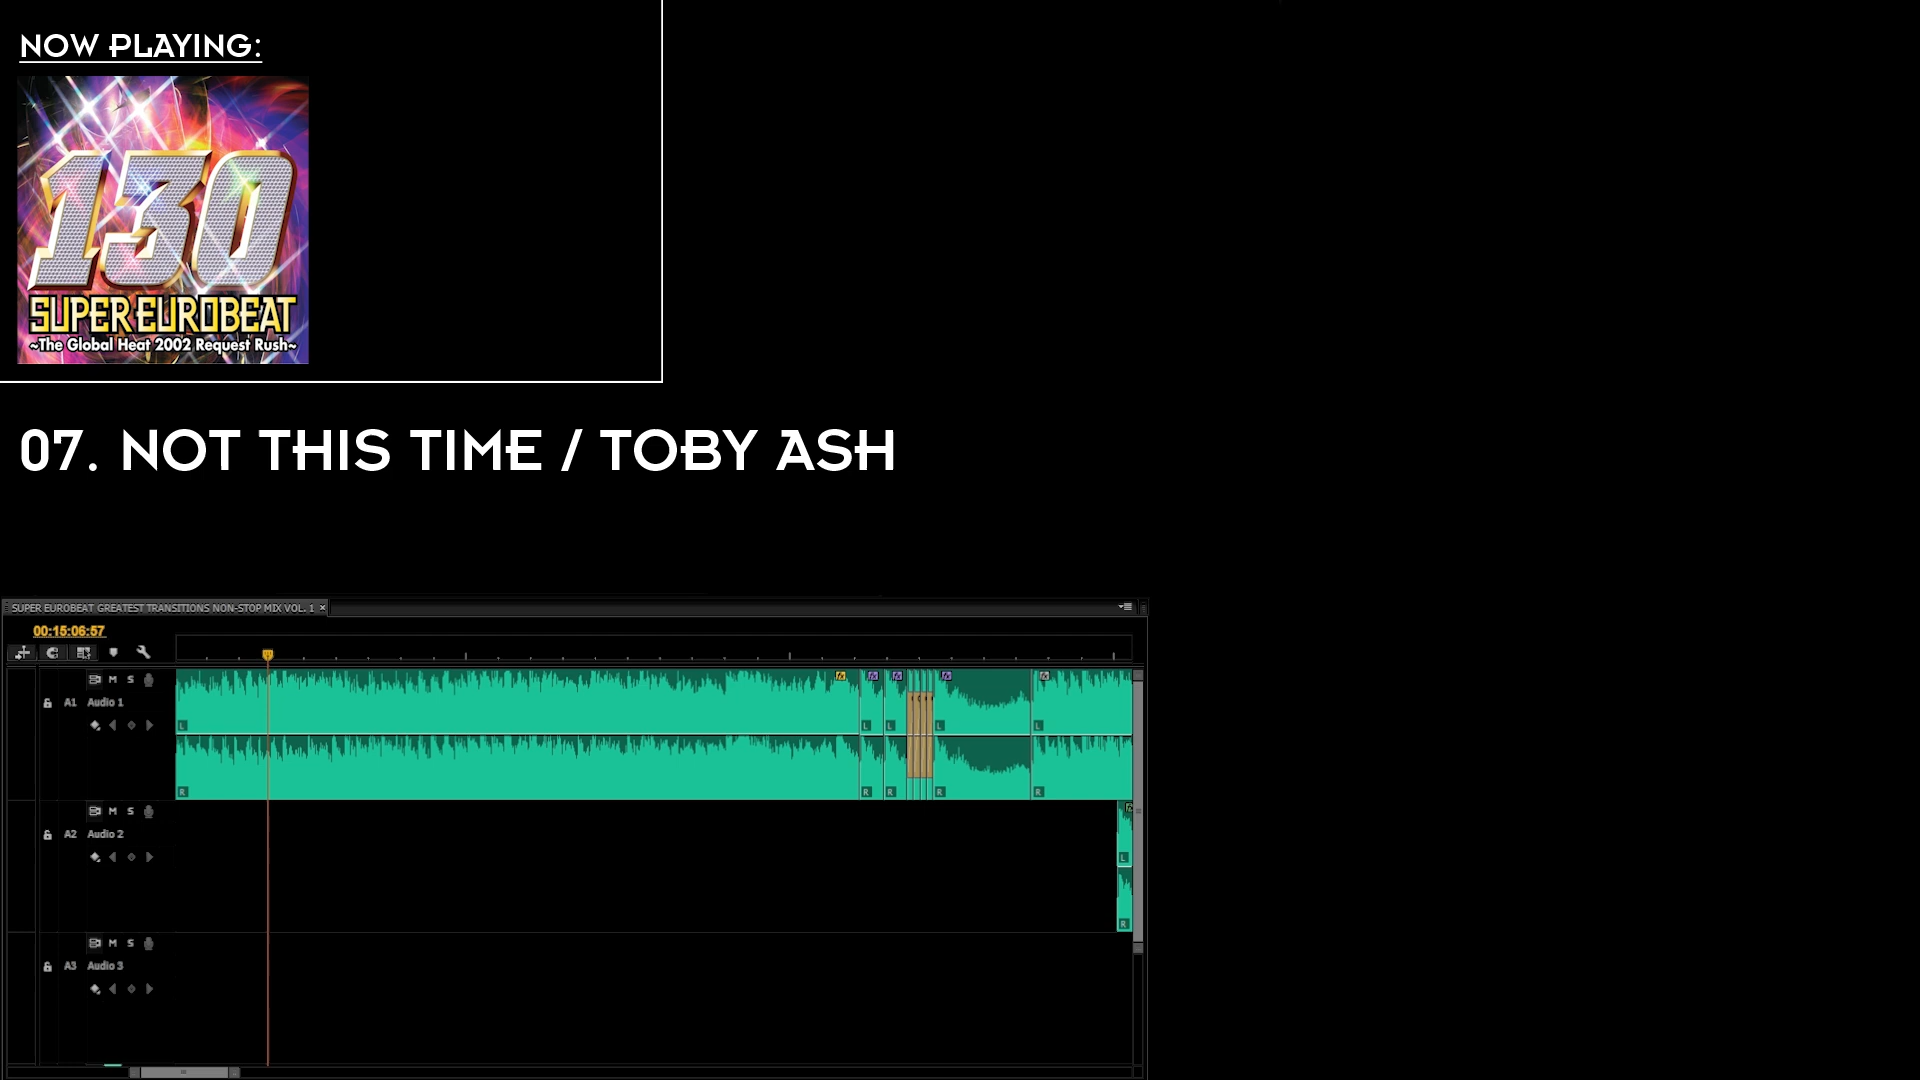 NOW PLAYING:
130
SUPER EUROBEAT
~The Global Heat 2002 Request Rush~
07. NOT THIS TIME / TOBY ASH
SUPER EUROBEAT GREATEST TRANSITIONS NON-STOP MIX VOL. 1 ×
00:15:06:57
M S
A1 Audio 1
L L L L L
R R R R R
M S
A2 Audio 2
L
R
M S
A3 Audio 3